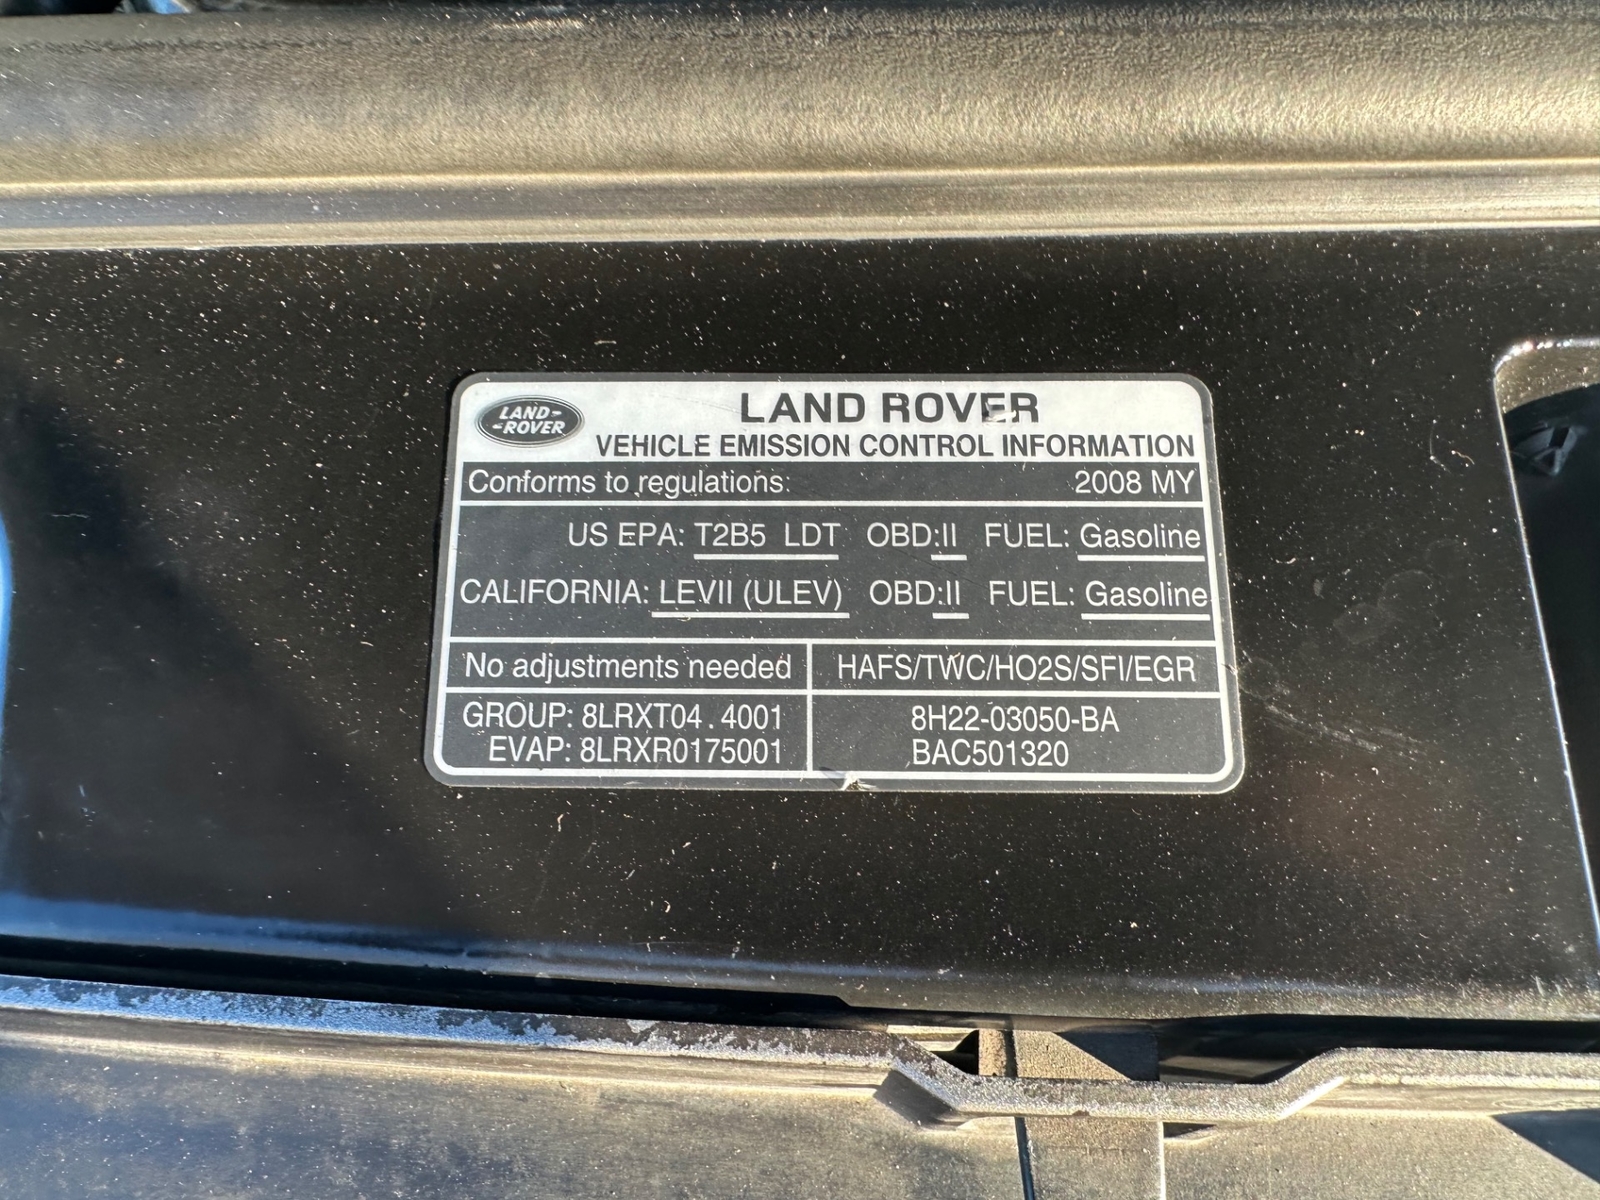 LAND ROVER
LAND ROVER
VEHICLE EMISSION CONTROL INFORMATION
Conforms to regulations: 2008 MY
US EPA: T2B5 LDT OBD:II FUEL: Gasoline
CALIFORNIA: LEVII (ULEV) OBD:II FUEL: Gasoline
No adjustments needed HAFS/TWC/HO2S/SFI/EGR
GROUP: 8LRXT04.4001 8H22-03050-BA
EVAP: 8LRXR0175001 BAC501320